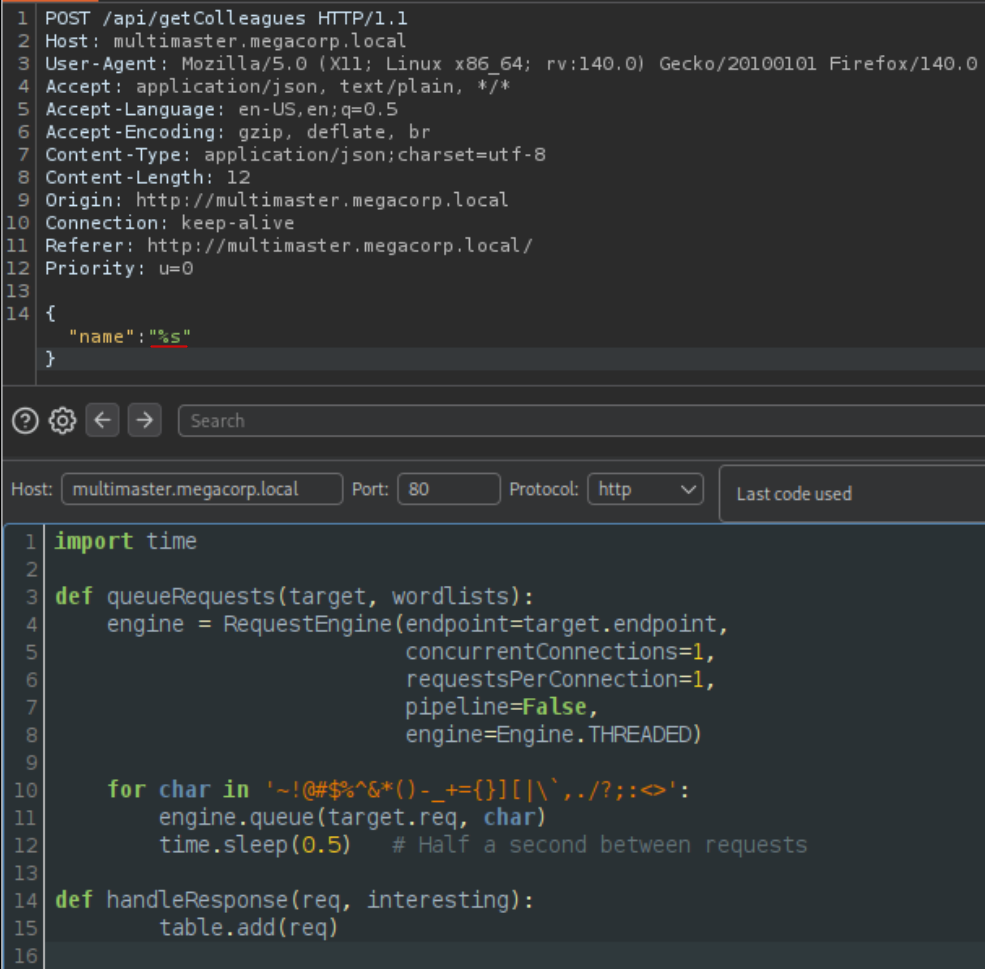 1 POST /api/getColleagues HTTP/1.1
2 Host: multimaster.megacorp.local
3 User-Agent: Mozilla/5.0 (X11; Linux x86_64; rv:140.0) Gecko/20100101 Firefox/140.0
4 Accept: application/json, text/plain, */*
5 Accept-Language: en-US,en;q=0.5
6 Accept-Encoding: gzip, deflate, br
7 Content-Type: application/json;charset=utf-8
8 Content-Length: 12
9 Origin: http://multimaster.megacorp.local
10 Connection: keep-alive
11 Referer: http://multimaster.megacorp.local/
12 Priority: u=0
13
14 {
"name":"%s"
}
Search
Host: multimaster.megacorp.local Port: 80 Protocol: http Last code used
1 import time
2
3 def queueRequests(target, wordlists):
4 engine = RequestEngine(endpoint=target.endpoint,
5 concurrentConnections=1,
6 requestsPerConnection=1,
7 pipeline=False,
8 engine=Engine.THREADED)
9
10 for char in '~!@#$%^&*()-_+={}][|\`,./?;:<>':
11 engine.queue(target.req, char)
12 time.sleep(0.5) # Half a second between requests
13
14 def handleResponse(req, interesting):
15 table.add(req)
16